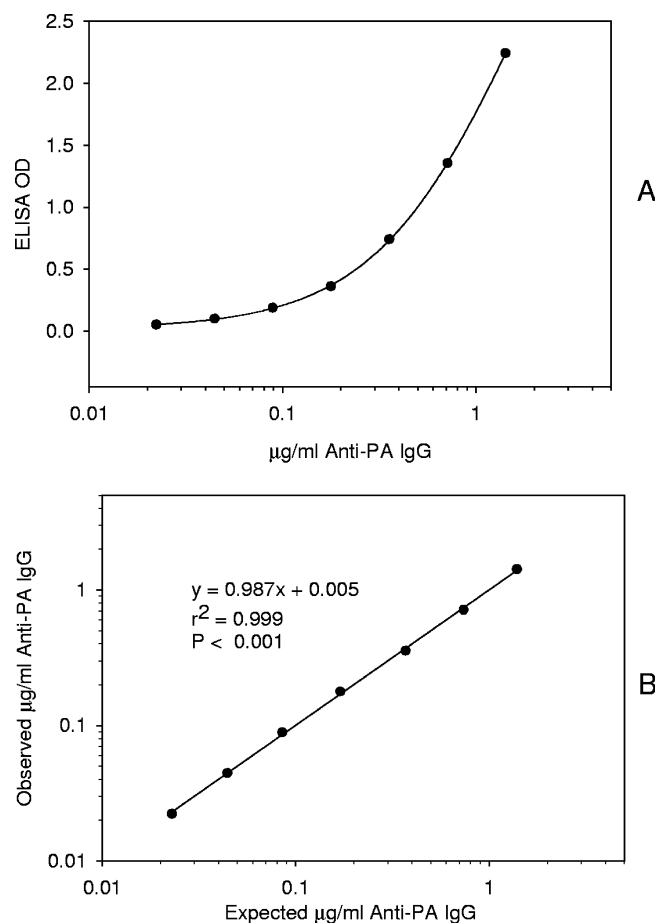 2.5
2.0
1.5
1.0
0.5
0.0
ELISA OD
0.01
0.1
1
μg/ml Anti-PA IgG
A
1
0.1
0.01
Observed μg/ml Anti-PA IgG
y = 0.987x + 0.005
r² = 0.999
P < 0.001
0.01
0.1
1
Expected μg/ml Anti-PA IgG
B